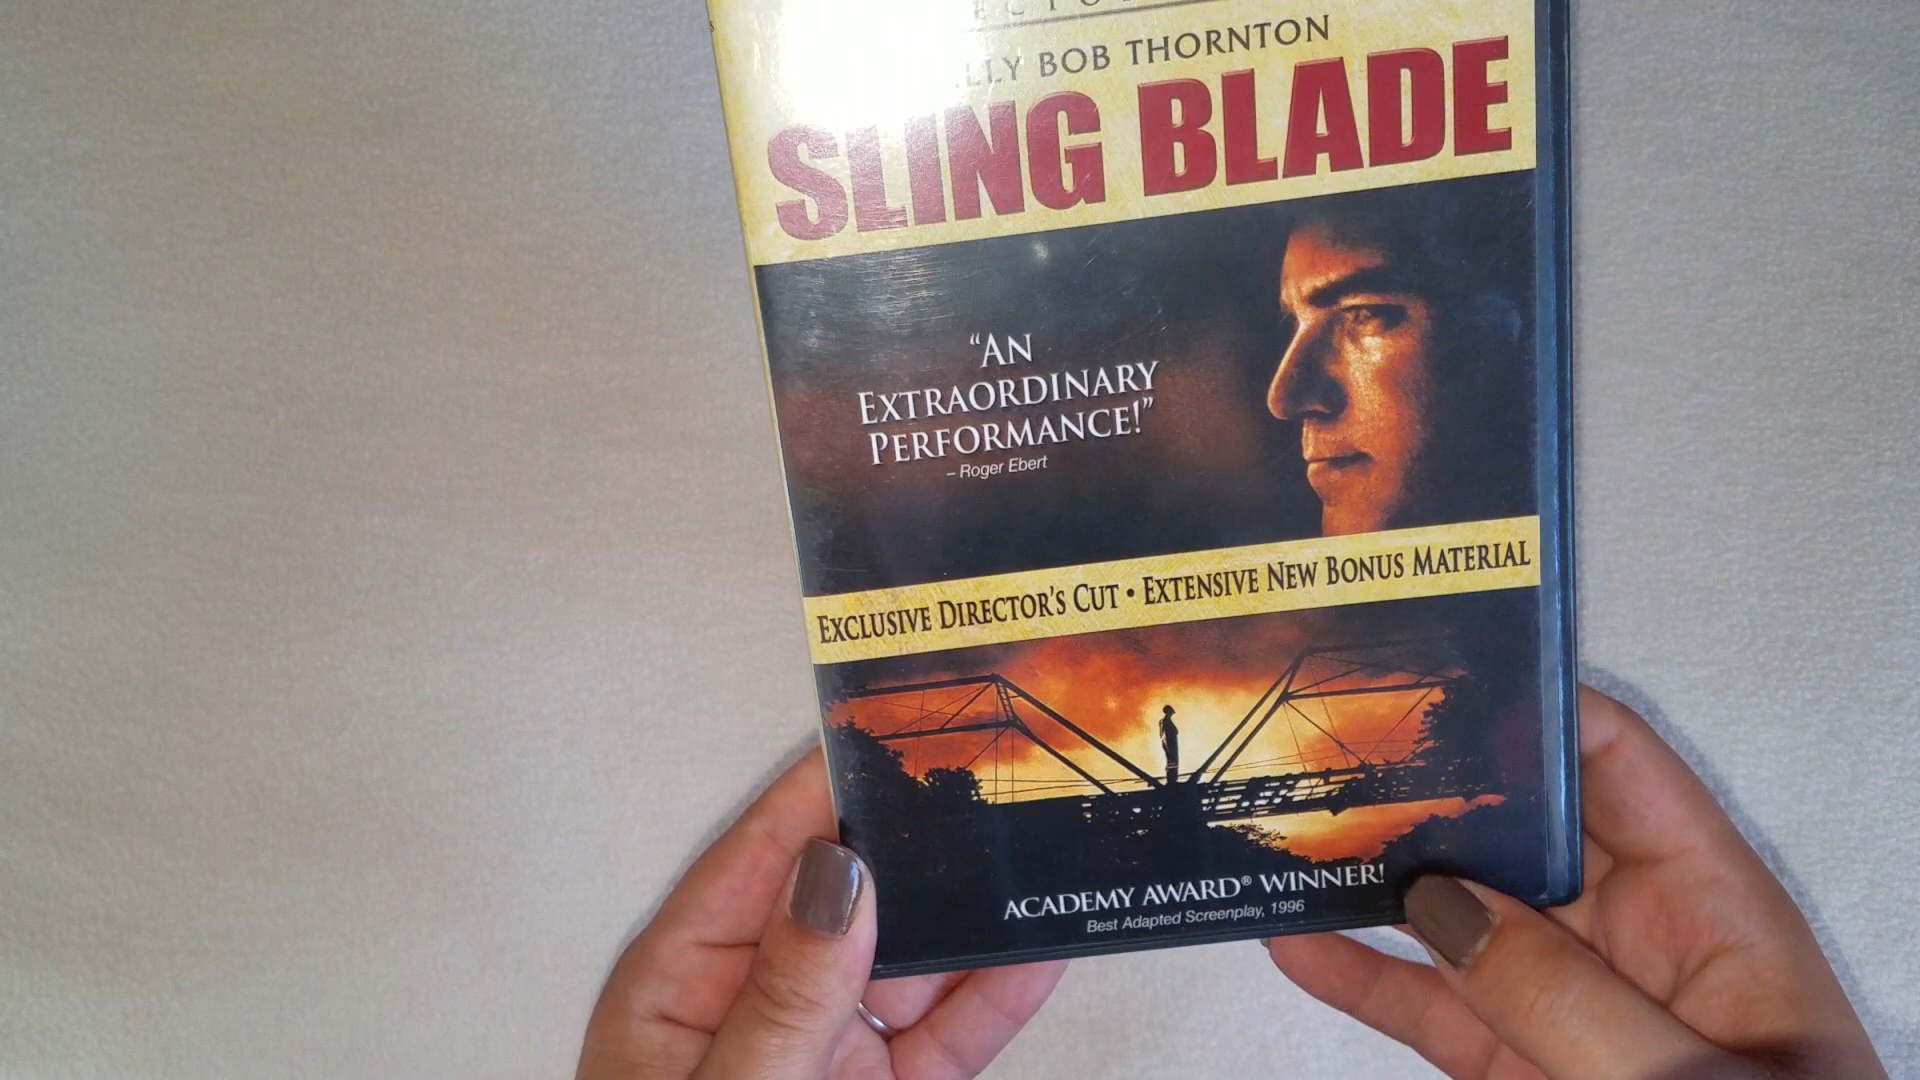 BOB THORNTON
SLING BLADE
“AN
EXTRAORDINARY
PERFORMANCE!”
– Roger Ebert
EXCLUSIVE DIRECTOR'S CUT • EXTENSIVE NEW BONUS MATERIAL
ACADEMY AWARD® WINNER!
Best Adapted Screenplay, 1996